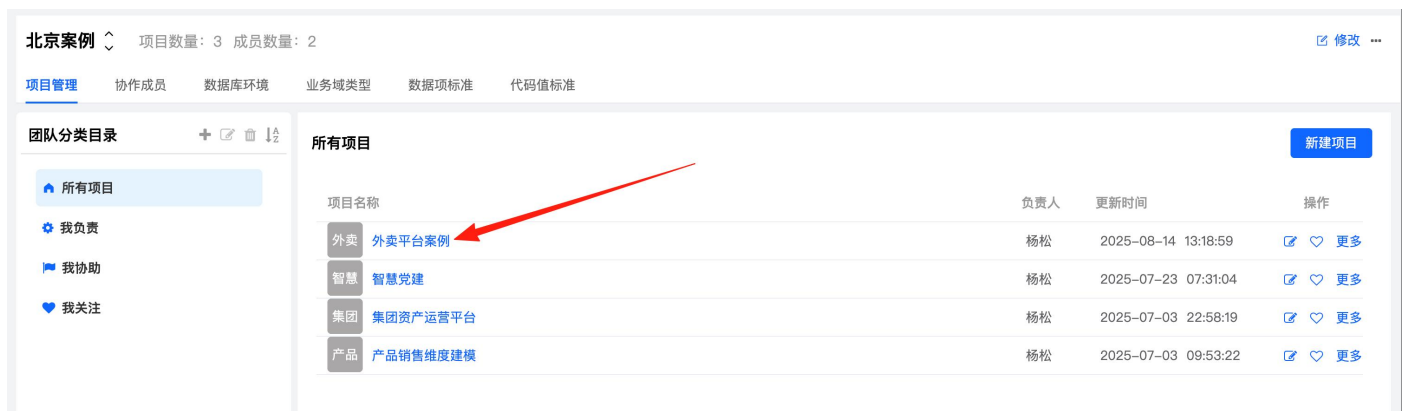 北京案例 项目数量：3 成员数量：2 修改
项目管理 协作成员 数据库环境 业务域类型 数据项标准 代码值标准
团队分类目录
所有项目
我负责
我协助
我关注
所有项目 新建项目
项目名称 负责人 更新时间 操作
外卖 外卖平台案例 杨松 2025-08-14 13:18:59 更多
智慧 智慧党建 杨松 2025-07-23 07:31:04 更多
集团 集团资产运营平台 杨松 2025-07-03 22:58:19 更多
产品 产品销售维度建模 杨松 2025-07-03 09:53:22 更多